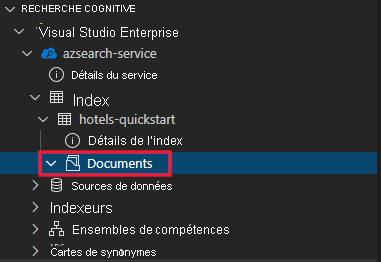 RECHERCHE COGNITIVE
Visual Studio Enterprise
azsearch-service
Détails du service
Index
hotels-quickstart
Détails de l'index
Documents
Sources de données
Indexeurs
Ensembles de compétences
Cartes de synonymes